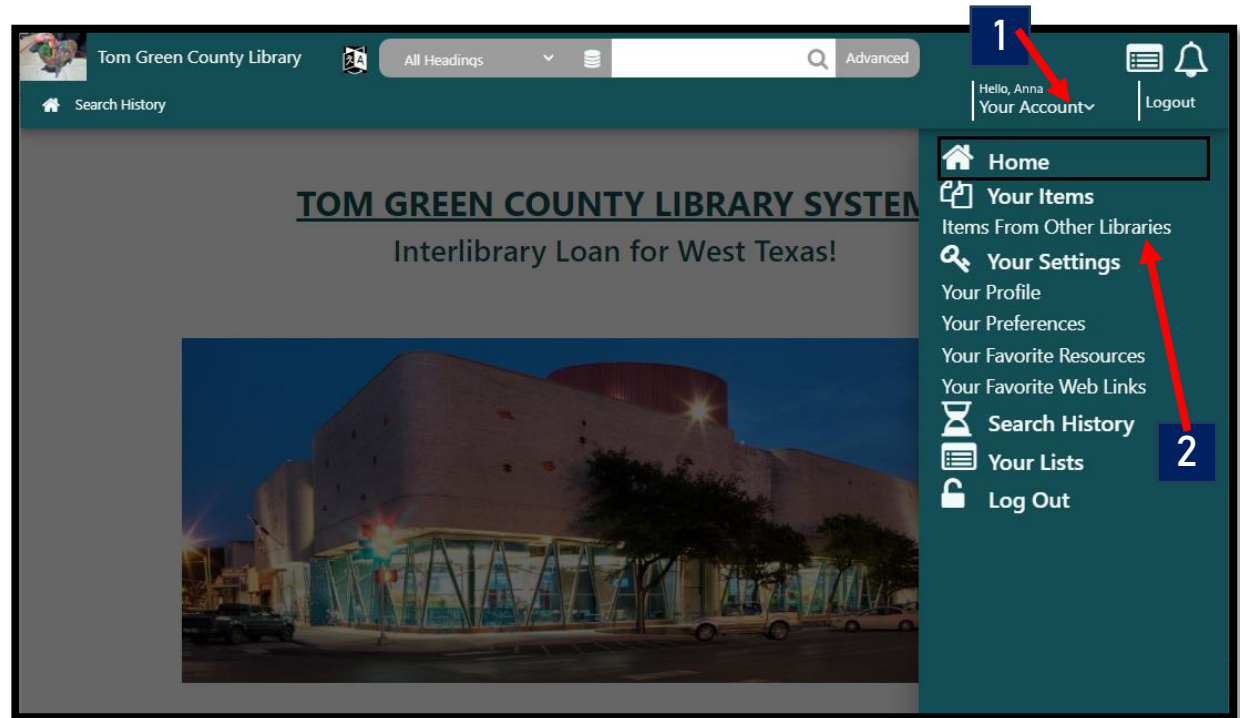 1
Tom Green County Library
All Headings
Advanced
Hello, Anna
Your Account
Logout
Search History
Home
Your Items
Items From Other Libraries
Your Settings
Your Profile
Your Preferences
Your Favorite Resources
Your Favorite Web Links
Search History
Your Lists
Log Out
2
TOM GREEN COUNTY LIBRARY SYSTEM
Interlibrary Loan for West Texas!